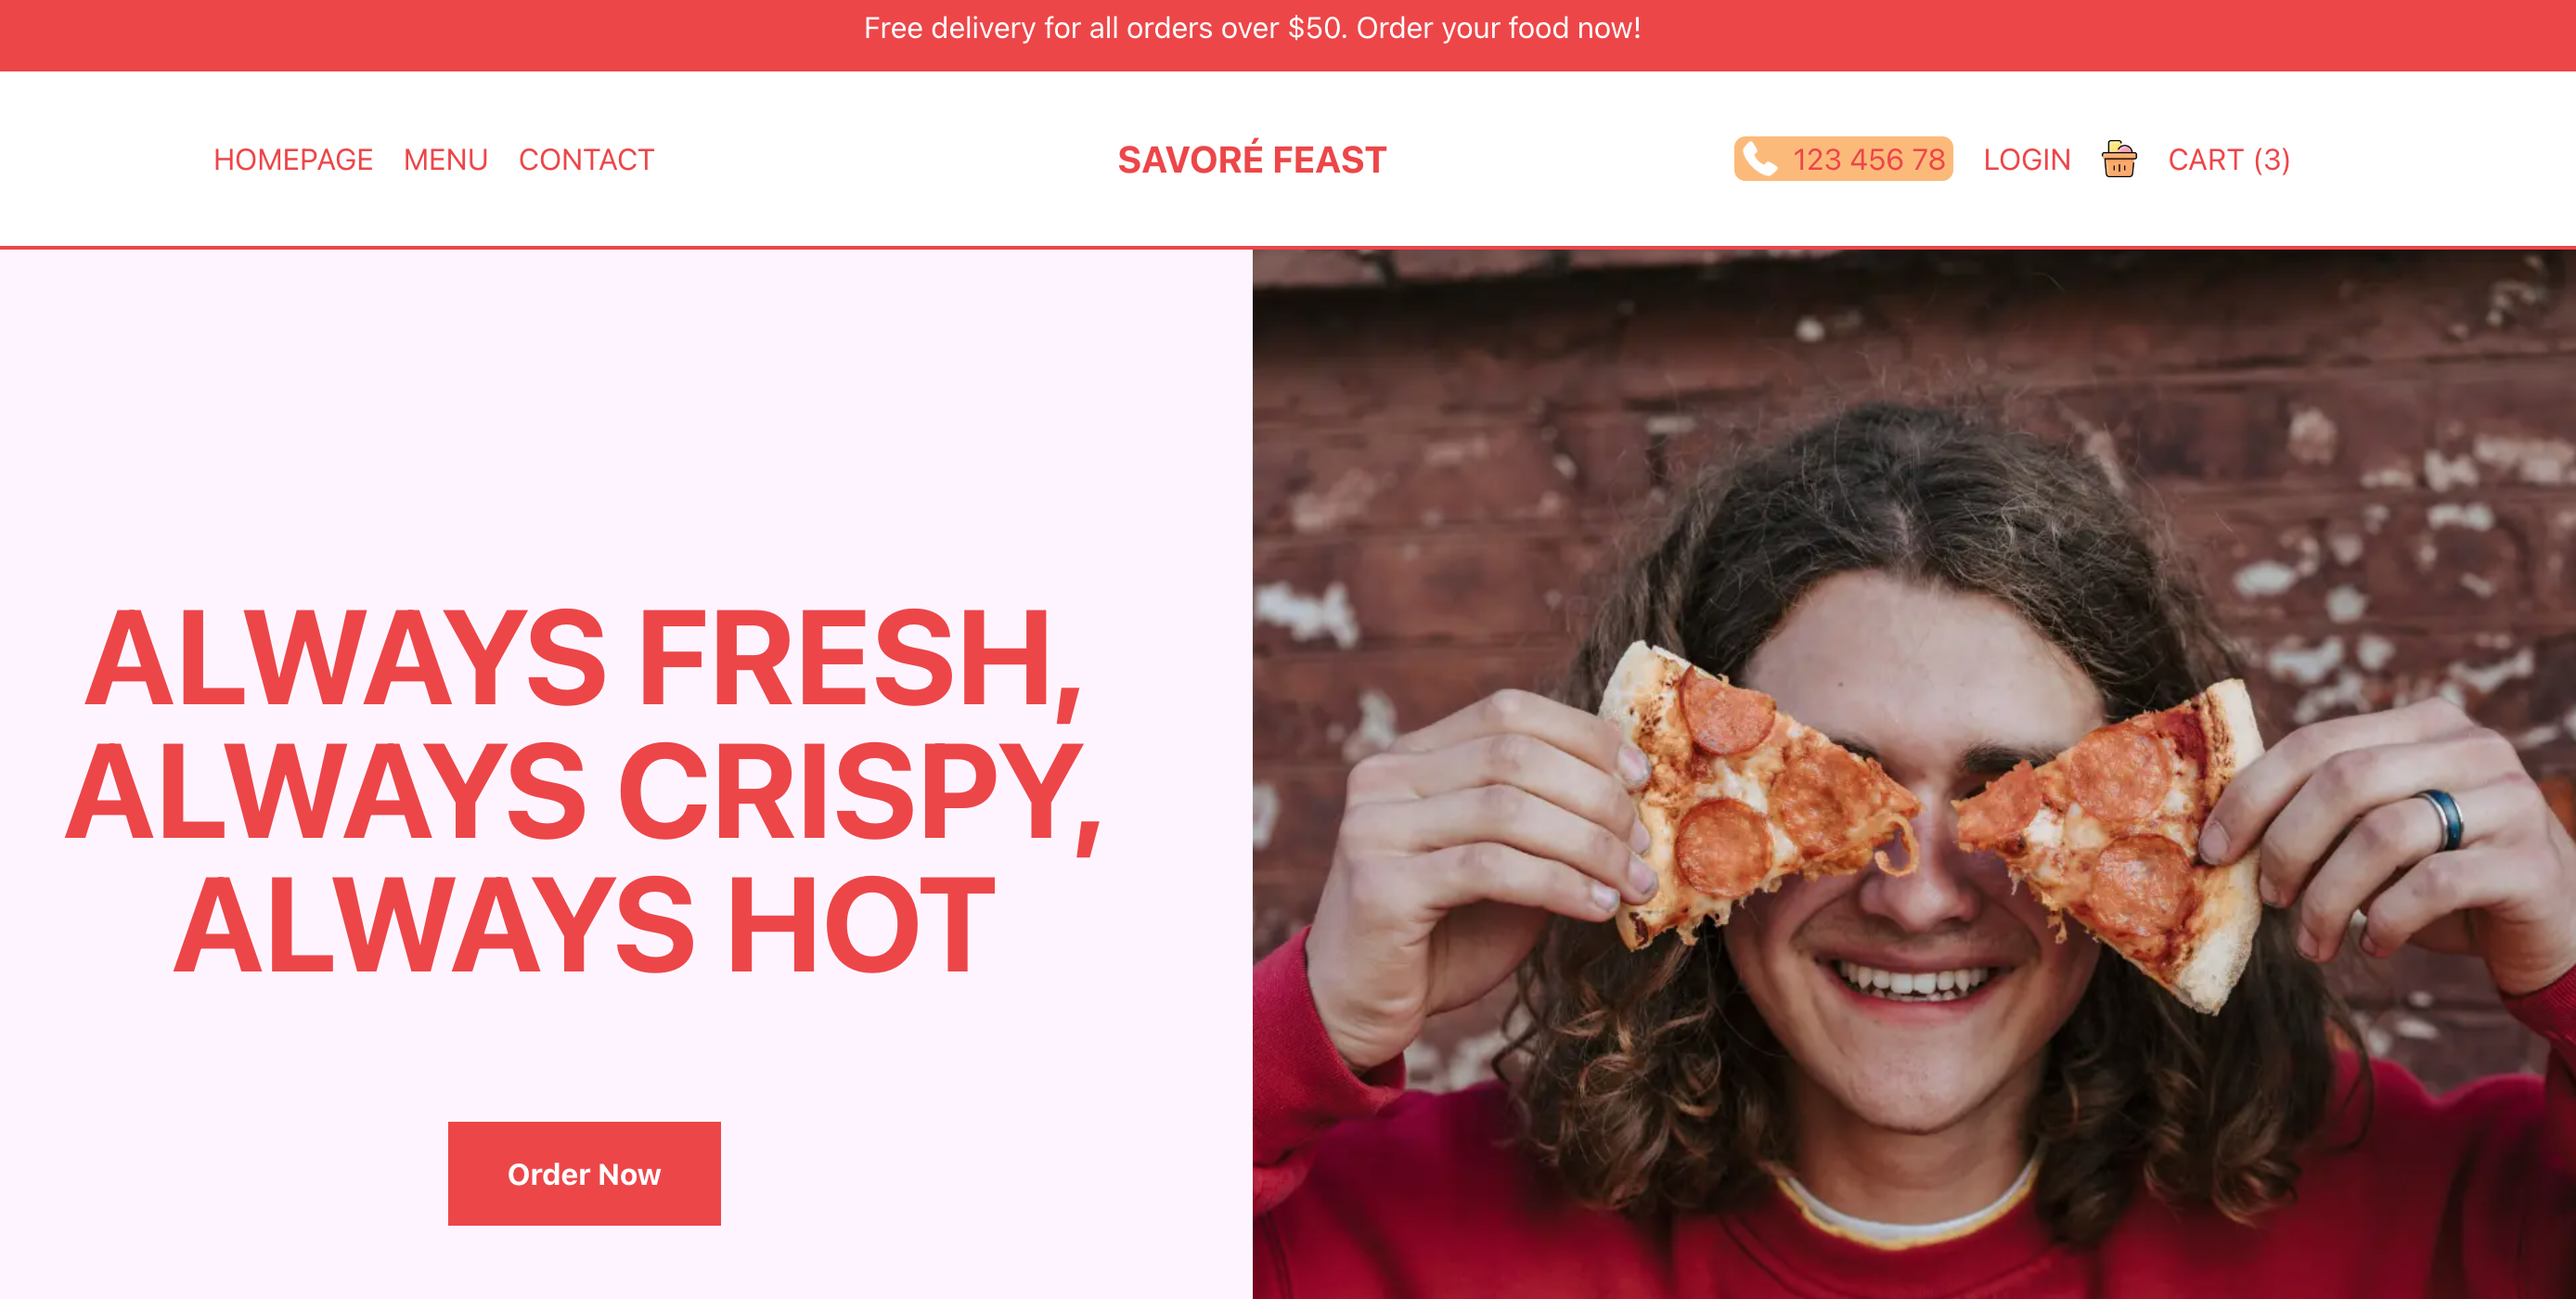 Free delivery for all orders over $50. Order your food now!
HOMEPAGE MENU CONTACT SAVORÉ FEAST 123 456 78 LOGIN CART (3)
ALWAYS FRESH,
ALWAYS CRISPY,
ALWAYS HOT
Order Now